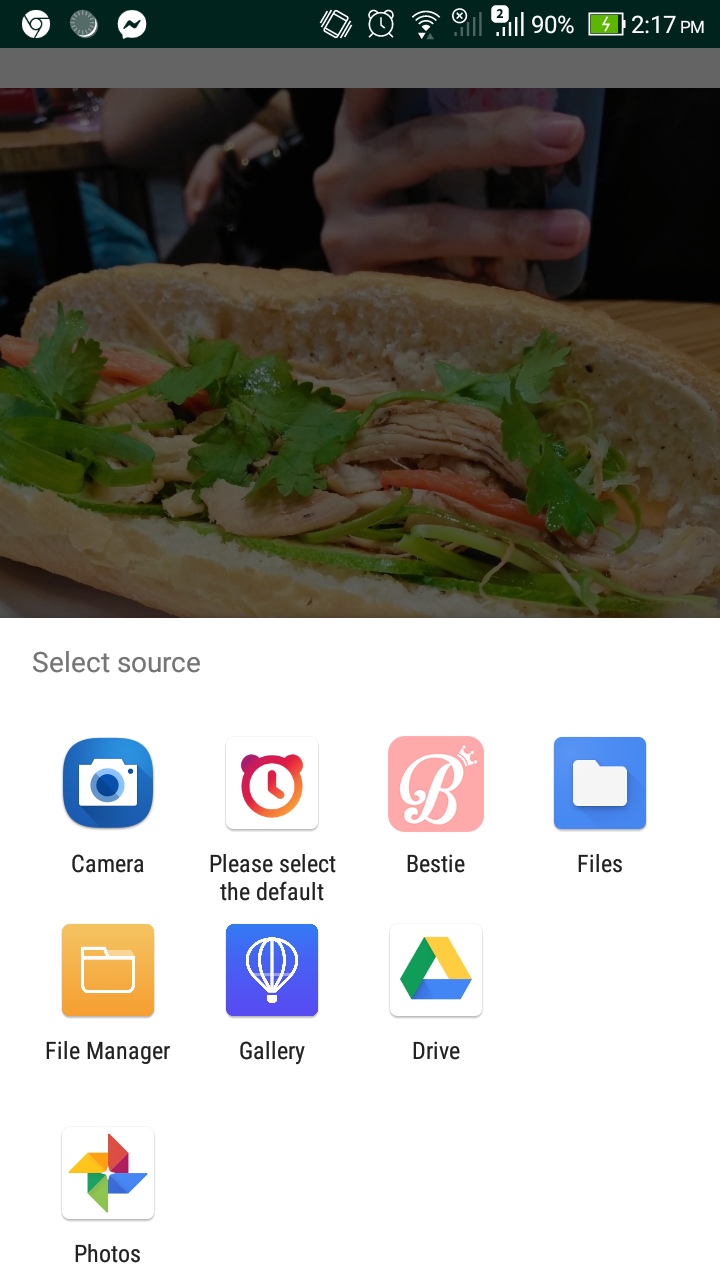 2 90% 2:17 PM
Select source
Camera
Please select
the default
Bestie
Files
B
File Manager
Gallery
Drive
Photos